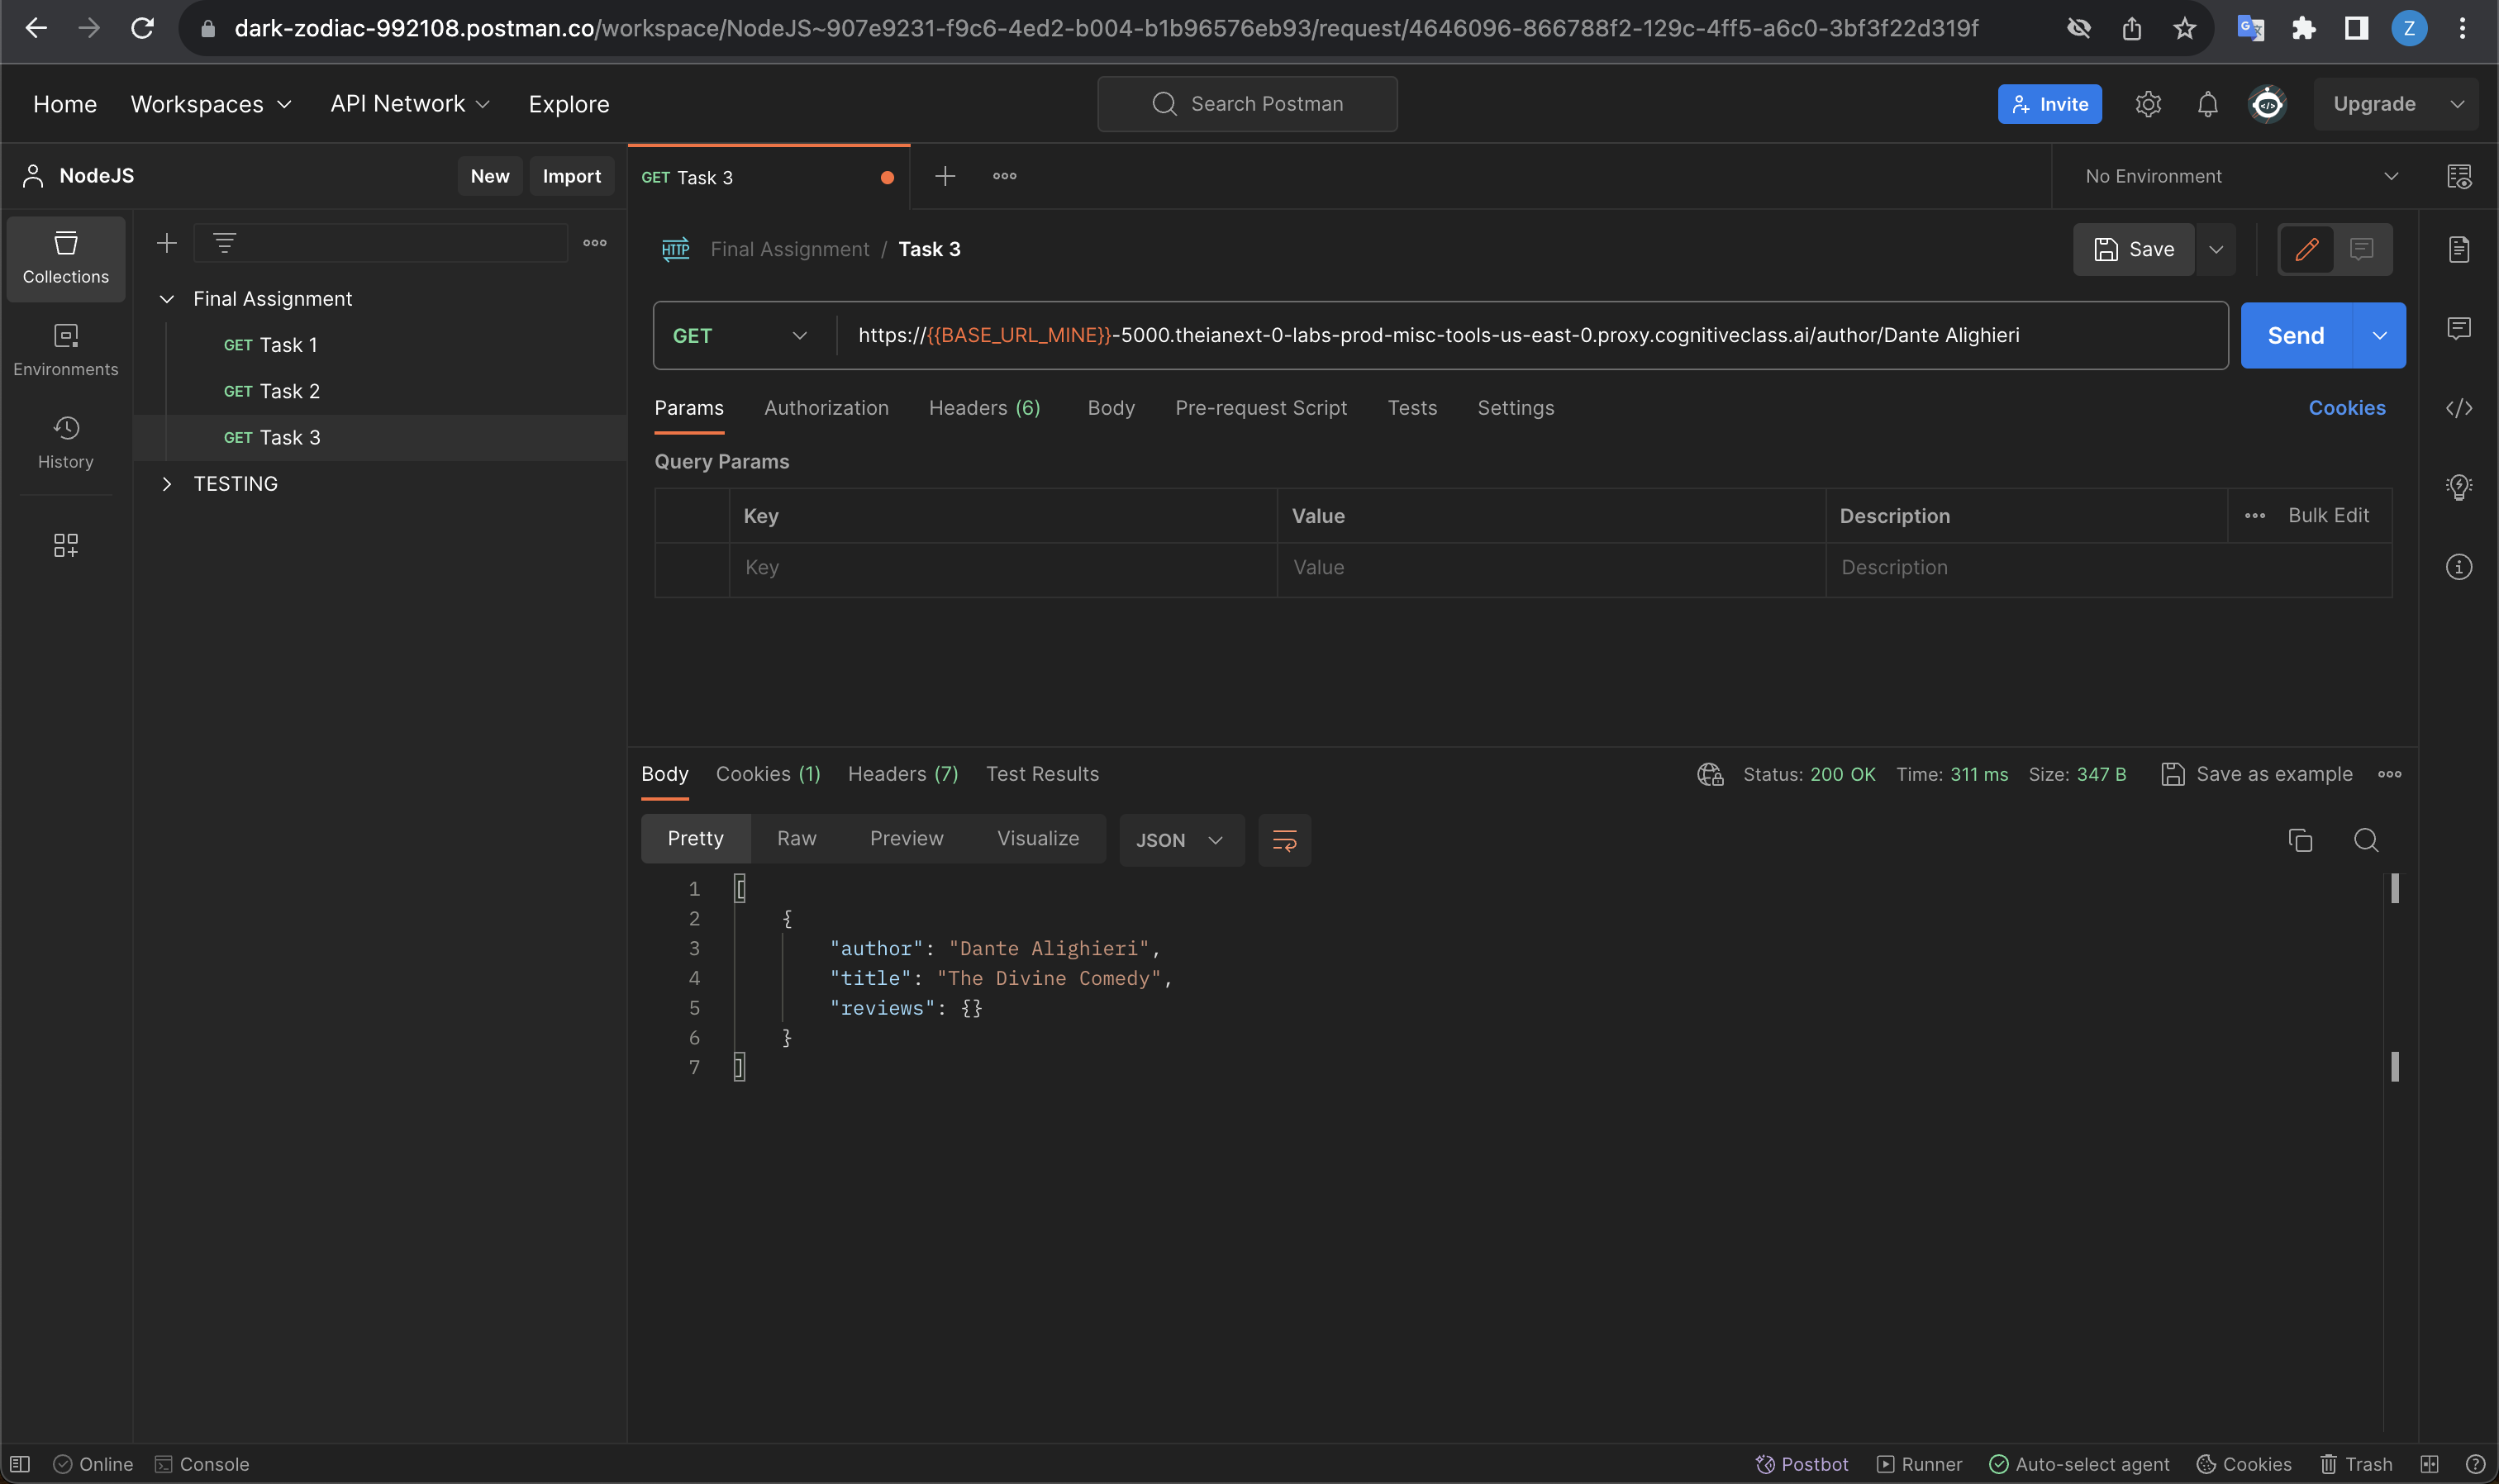 dark-zodiac-992108.postman.co/workspace/NodeJS~907e9231-f9c6-4ed2-b004-b1b96576eb93/request/4646096-866788f2-129c-4ff5-a6c0-3bf3f22d319f
Z
Home Workspaces API Network Explore
Search Postman
Invite
Upgrade
NodeJS
New Import
GET Task 3
No Environment
Collections
Environments
History
Final Assignment
GET Task 1
GET Task 2
GET Task 3
TESTING
HTTP Final Assignment / Task 3
Save
GET
https://{{BASE_URL_MINE}}-5000.theianext-0-labs-prod-misc-tools-us-east-0.proxy.cognitiveclass.ai/author/Dante Alighieri
Send
Params Authorization Headers (6) Body Pre-request Script Tests Settings
Cookies
Query Params
Key Value Description Bulk Edit
Key Value Description
Body Cookies (1) Headers (7) Test Results
Status: 200 OK Time: 311 ms Size: 347 B
Save as example
Pretty Raw Preview Visualize
JSON
1 [
2 {
3 "author": "Dante Alighieri",
4 "title": "The Divine Comedy",
5 "reviews": {}
6 }
7 ]
Online Console
Postbot Runner Auto-select agent Cookies Trash